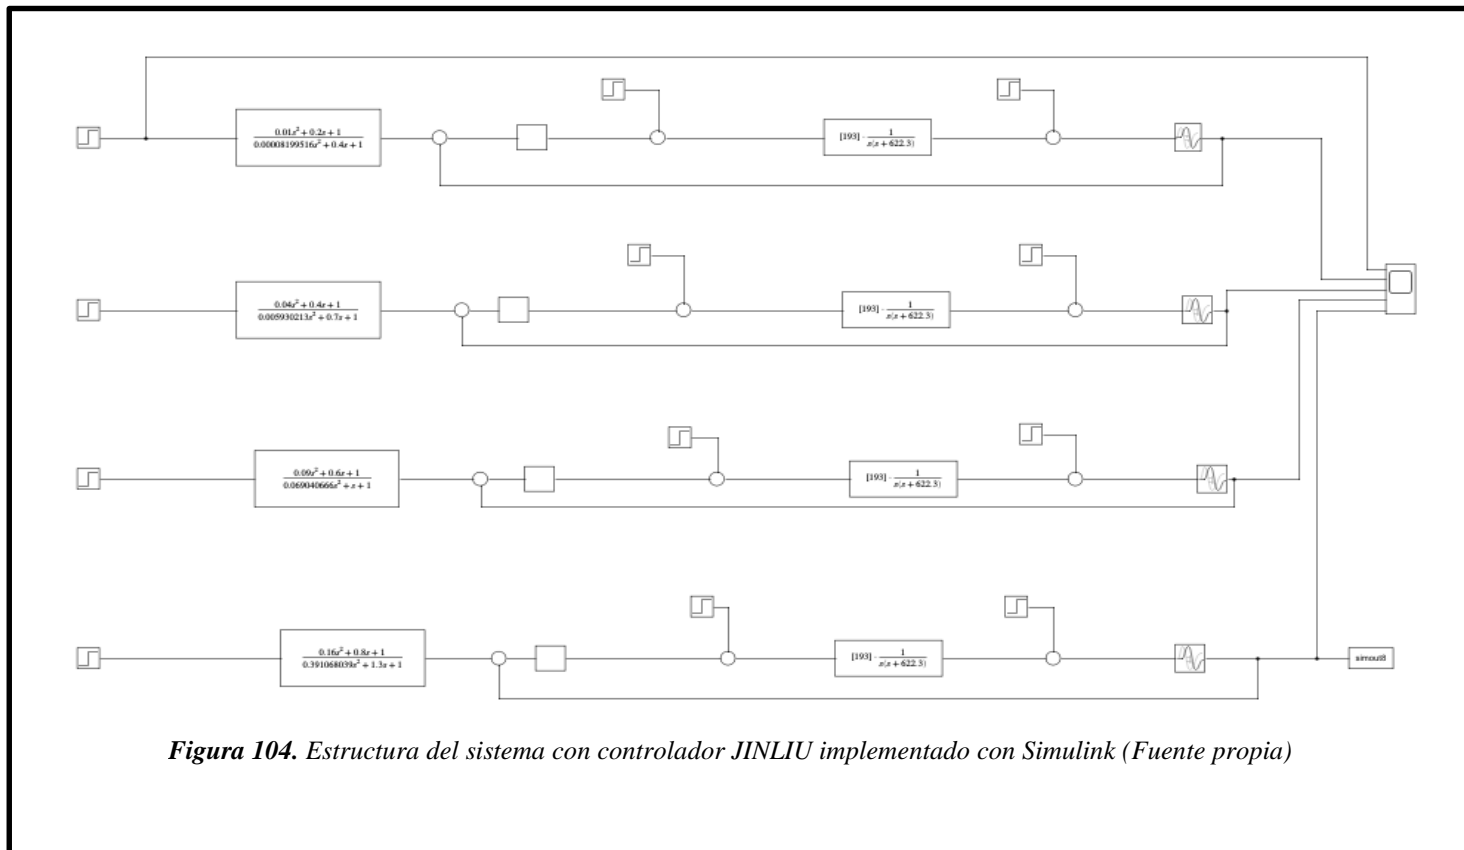 0.01s² + 0.2s + 1
0.00008199516s² + 0.4s + 1
[193] · 1
s(s + 622.3)
0.04s² + 0.4s + 1
0.005930213s² + 0.7s + 1
[193] · 1
s(s + 622.3)
0.09s² + 0.6s + 1
0.069040666s² + s + 1
[193] · 1
s(s + 622.3)
0.16s² + 0.8s + 1
0.391068039s² + 1.3s + 1
[193] · 1
s(s + 622.3)
simout8
Figura 104. Estructura del sistema con controlador JINLIU implementado con Simulink (Fuente propia)